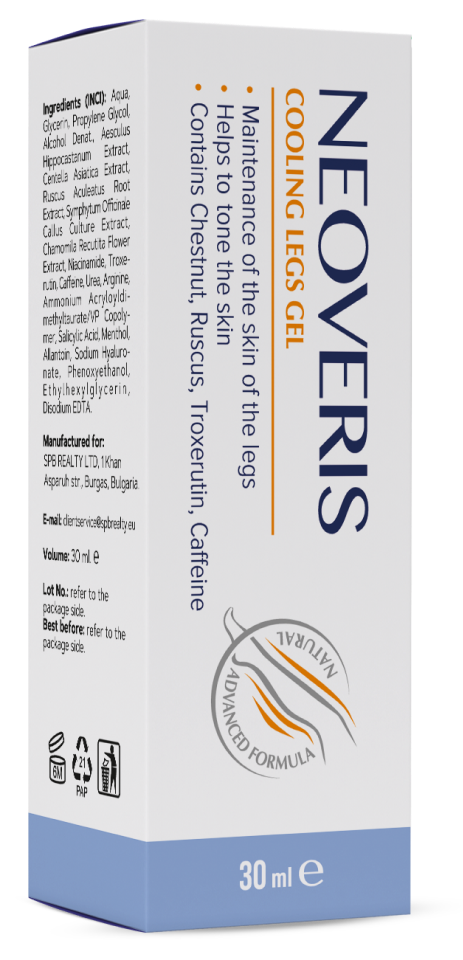 NEOVERIS
COOLING LEGS GEL
• Maintenance of the skin of the legs
• Helps to tone the skin
• Contains Chestnut, Ruscus, Troxerutin, Caffeine
NATURAL
ADVANCED FORMULA
30 ml ℮
Ingredients (INCI): Aqua,
Glycerin, Propylene Glycol,
Alcohol Denat., Aesculus
Hippocastanum Extract,
Centella Asiatica Extract,
Ruscus Aculeatus Root
Extract, Symphytum Officinale
Callus Culture Extract,
Chamomila Recutita Flower
Extract, Niacinamide, Troxe-
rutin, Caffeine, Urea, Arginine,
Ammonium Acryloyldi-
methyltaurate/VP Copoly-
mer, Salicylic Acid, Menthol,
Allantoin, Sodium Hyaluro-
nate, Phenoxyethanol,
Ethylhexylglycerin,
Disodium EDTA.
Manufactured for:
SPB REALTY LTD, 1 Khan
Asparuh str., Burgas, Bulgaria
E-mail: clientservice@spbrealty.eu
Volume: 30 ml. ℮
Lot No.: refer to the
package side.
Best before: refer to the
package side.
6M
21
PAP